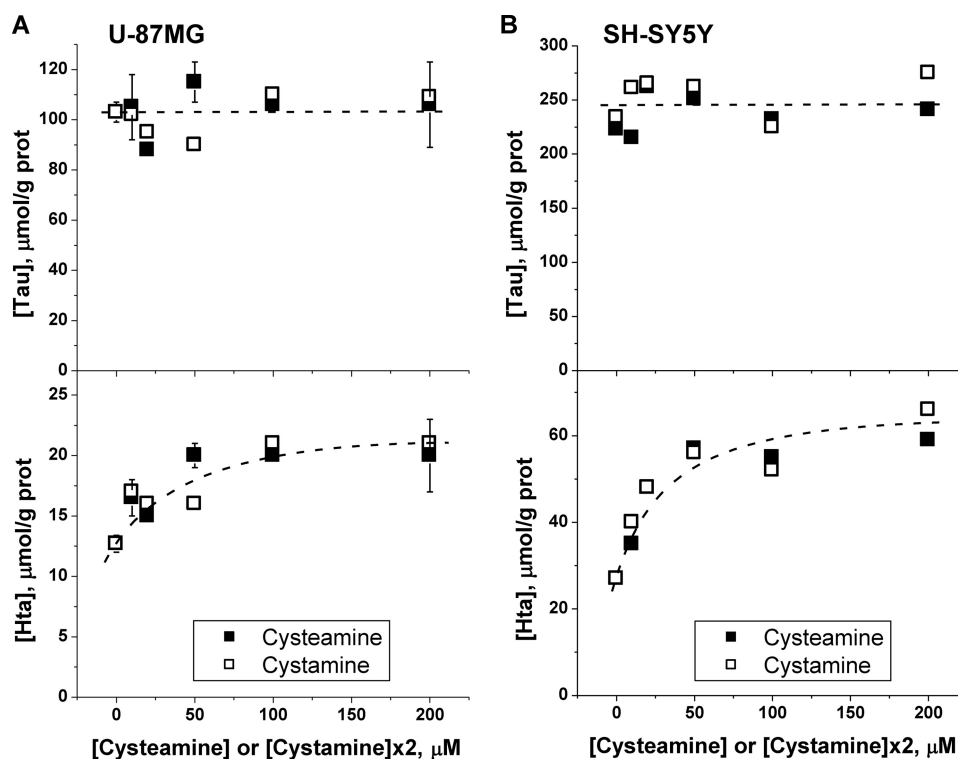 A
U-87MG
120
100
80
60
40
20
0
[Tau], μmol/g prot
25
20
15
10
5
0
[Hta], μmol/g prot
Cysteamine
Cystamine
0 50 100 150 200
[Cysteamine] or [Cystamine]x2, μM
B
SH-SY5Y
300
250
200
250
100
50
0
[Tau], μmol/g prot
60
40
20
0
[Hta], μmol/g prot
Cysteamine
Cystamine
0 50 100 150 200
[Cysteamine] or [Cystamine]x2, μM